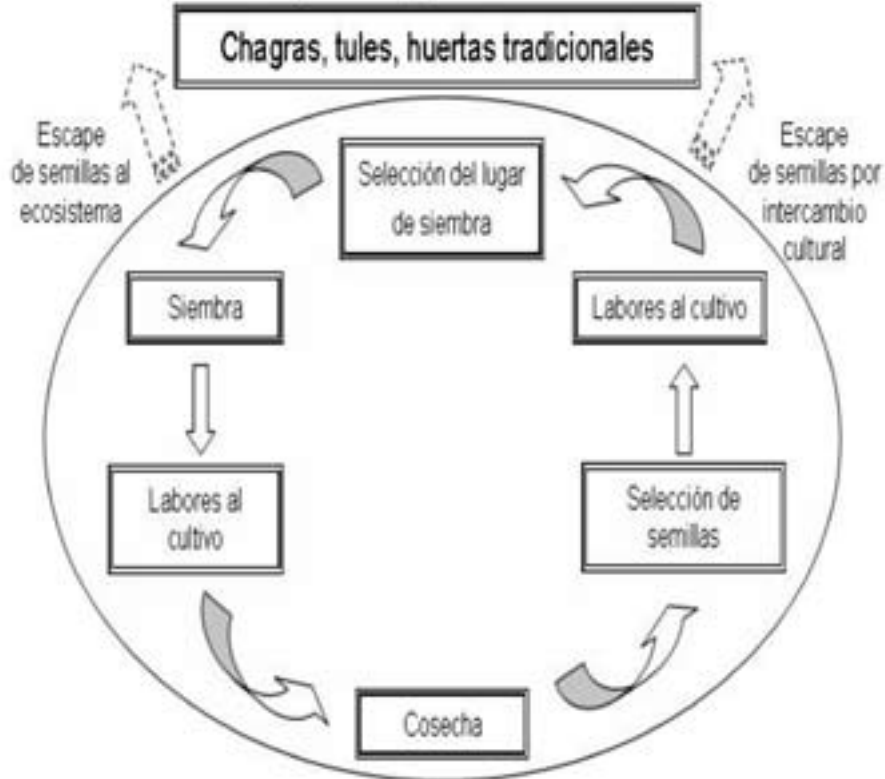 Chagras, tules, huertas tradicionales
Escape
de semillas al
ecosistema
Escape
de semillas por
intercambio
cultural
Selección del lugar
de siembra
Siembra
Labores al cultivo
Labores al
cultivo
Selección de
semillas
Cosecha